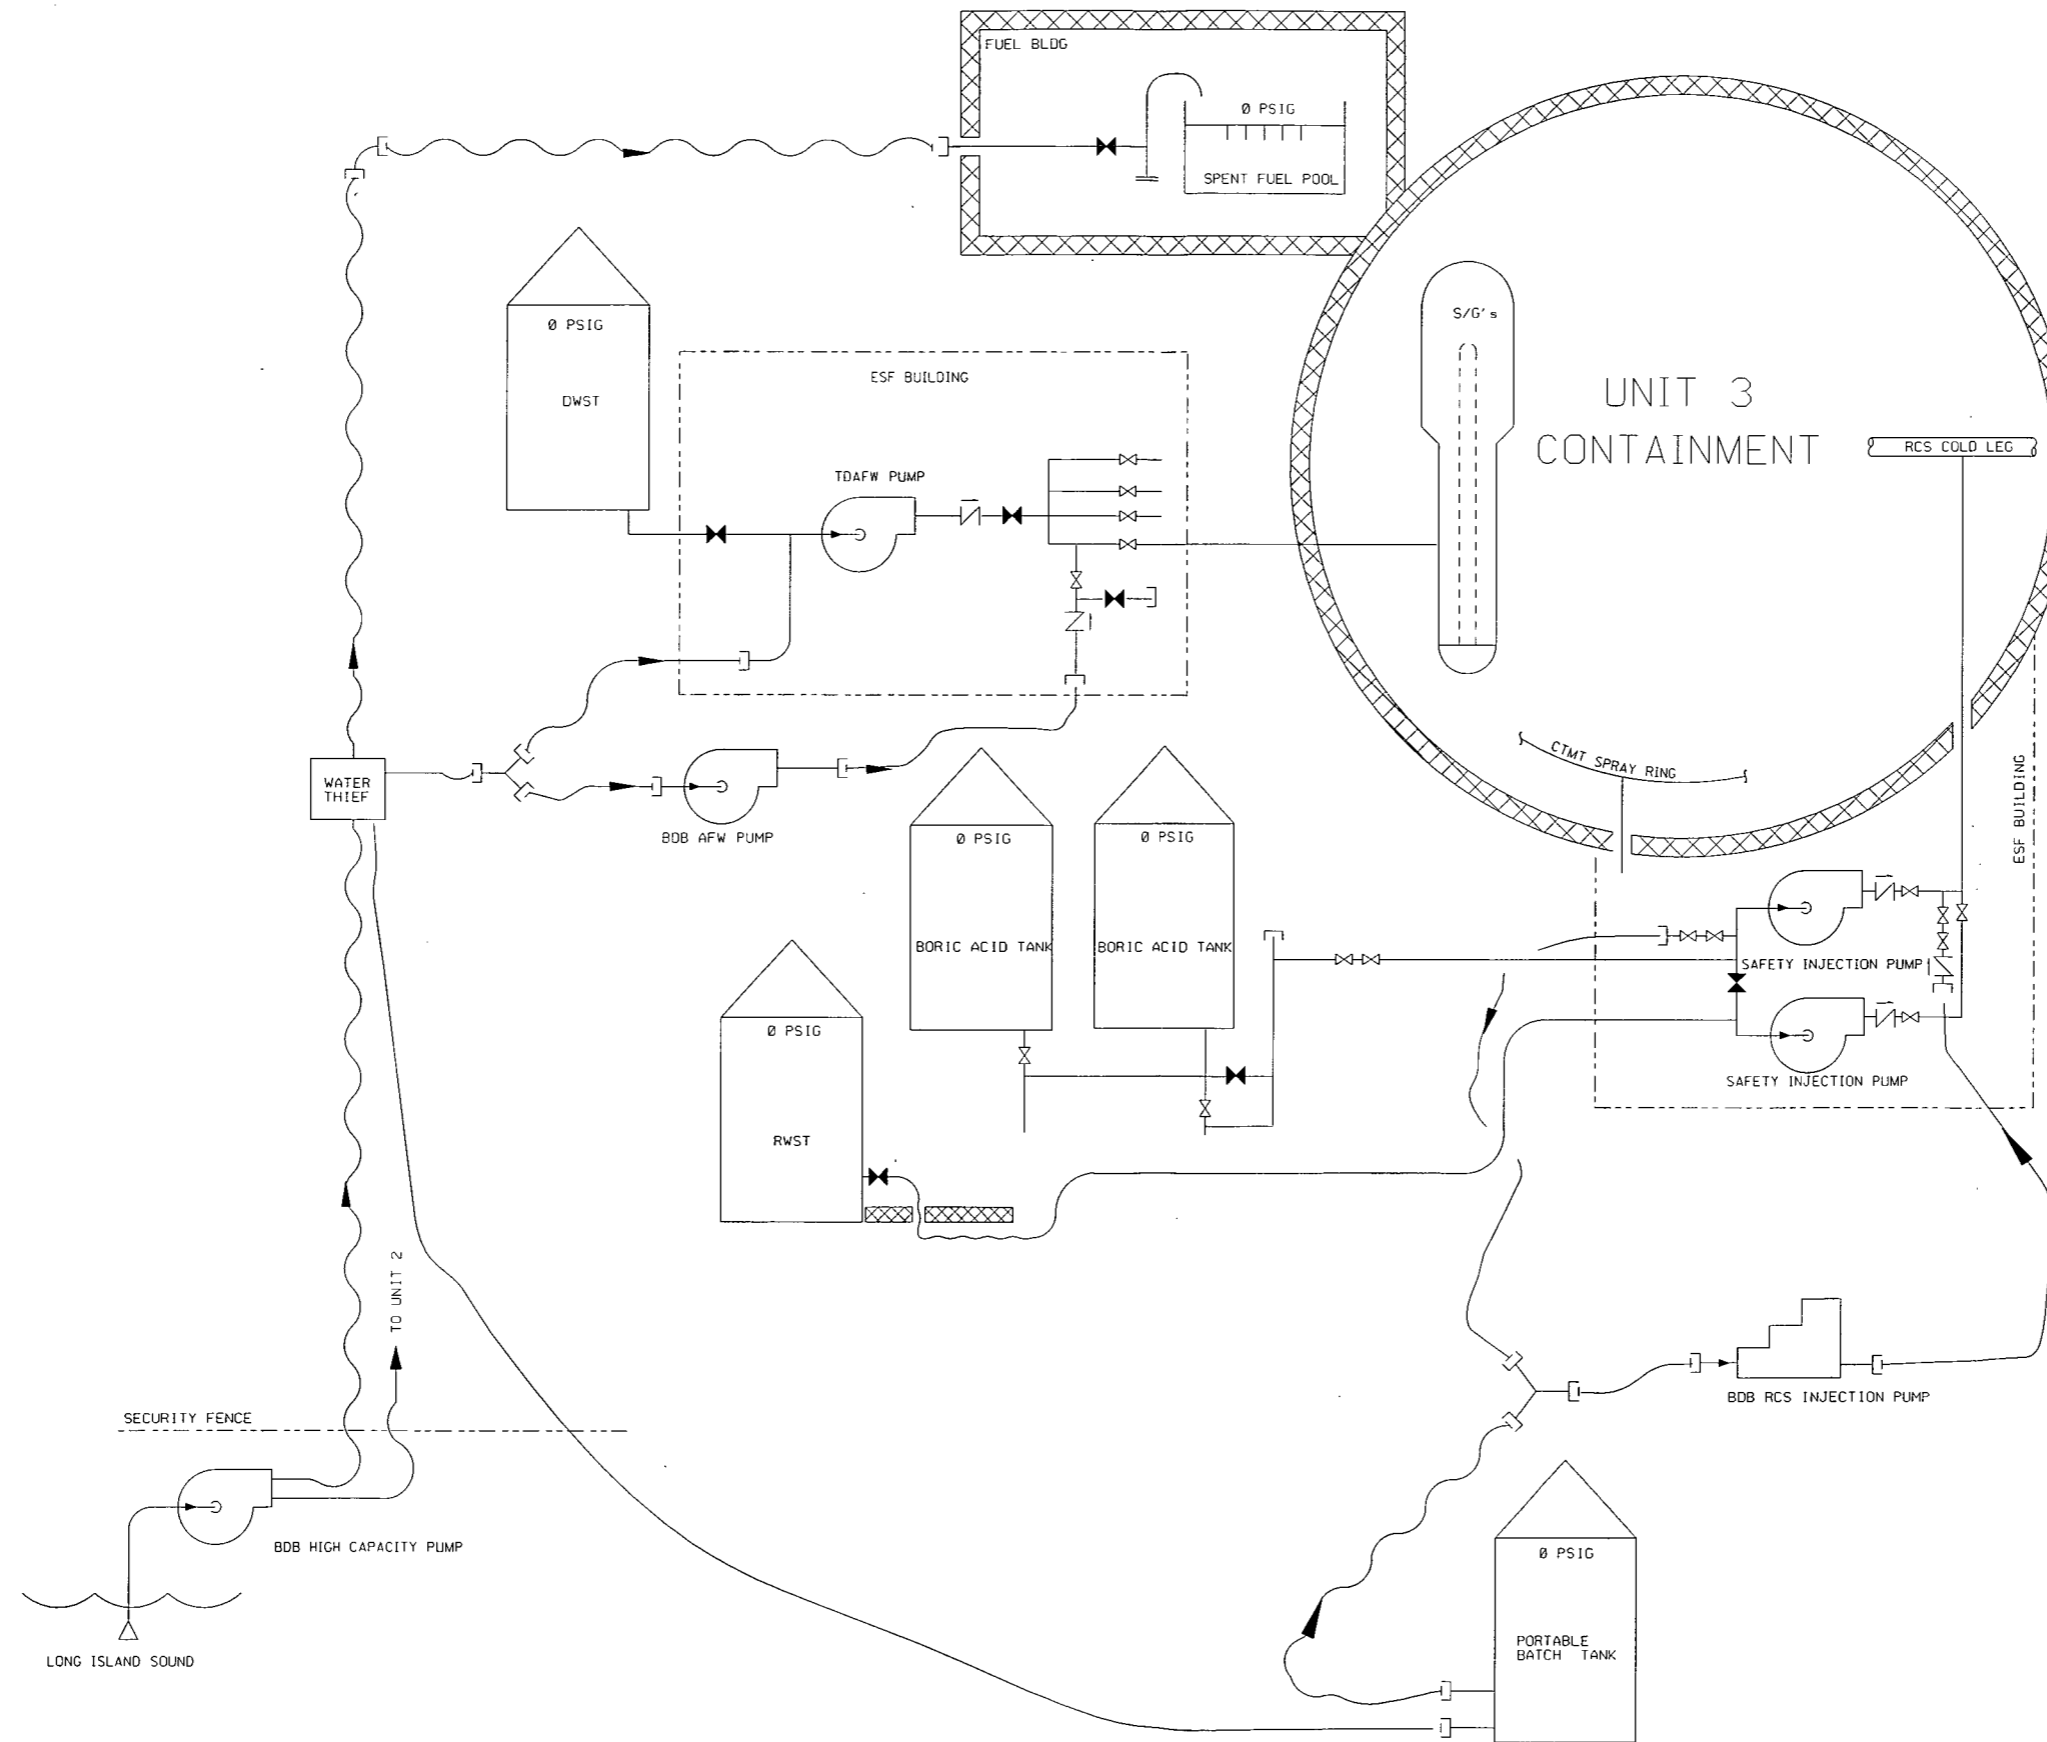 FUEL BLDG
0 PSIG
SPENT FUEL POOL
0 PSIG
DWST
ESF BUILDING
TDAFW PUMP
S/G's
UNIT 3
CONTAINMENT
RCS COLD LEG
CTMT SPRAY RING
ESF BUILDING
WATER
THIEF
BDB AFW PUMP
0 PSIG
BORIC ACID TANK
0 PSIG
BORIC ACID TANK
SAFETY INJECTION PUMP
SAFETY INJECTION PUMP
0 PSIG
RWST
TO UNIT 2
SECURITY FENCE
BDB HIGH CAPACITY PUMP
LONG ISLAND SOUND
BDB RCS INJECTION PUMP
0 PSIG
PORTABLE
BATCH TANK